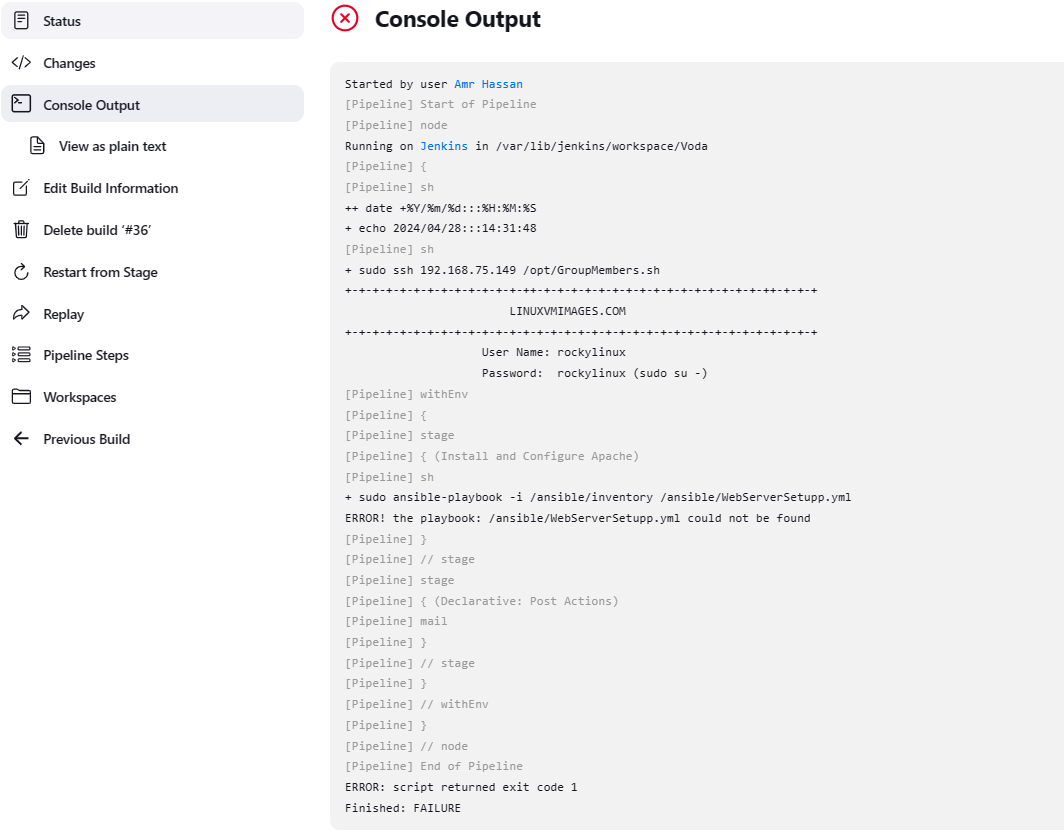 Status
Changes
Console Output
View as plain text
Edit Build Information
Delete build ‘#36’
Restart from Stage
Replay
Pipeline Steps
Workspaces
Previous Build
Console Output
Started by user Amr Hassan
[Pipeline] Start of Pipeline
[Pipeline] node
Running on Jenkins in /var/lib/jenkins/workspace/Voda
[Pipeline] {
[Pipeline] sh
++ date +%Y/%m/%d:::%H:%M:%S
+ echo 2024/04/28:::14:31:48
[Pipeline] sh
+ sudo ssh 192.168.75.149 /opt/GroupMembers.sh
+-+-+-+-+-+-+-+-+-+-+-+-+-++-+-+-+-+-+-+-+-+-+-+-+-+-+-+-+-+-+-+-++-+-+-+
LINUXVMIMAGES.COM
+-+-+-+-+-+-+-+-+-+-+-+-+-++-+-+-+-+-+-+-+-+-+-+-+-+-+-+-+-+-+-+-++-+-+-+
User Name: rockylinux
Password:  rockylinux (sudo su -)
[Pipeline] withEnv
[Pipeline] {
[Pipeline] stage
[Pipeline] { (Install and Configure Apache)
[Pipeline] sh
+ sudo ansible-playbook -i /ansible/inventory /ansible/WebServerSetupp.yml
ERROR! the playbook: /ansible/WebServerSetupp.yml could not be found
[Pipeline] }
[Pipeline] // stage
[Pipeline] stage
[Pipeline] { (Declarative: Post Actions)
[Pipeline] mail
[Pipeline] }
[Pipeline] // stage
[Pipeline] }
[Pipeline] // withEnv
[Pipeline] }
[Pipeline] // node
[Pipeline] End of Pipeline
ERROR: script returned exit code 1
Finished: FAILURE